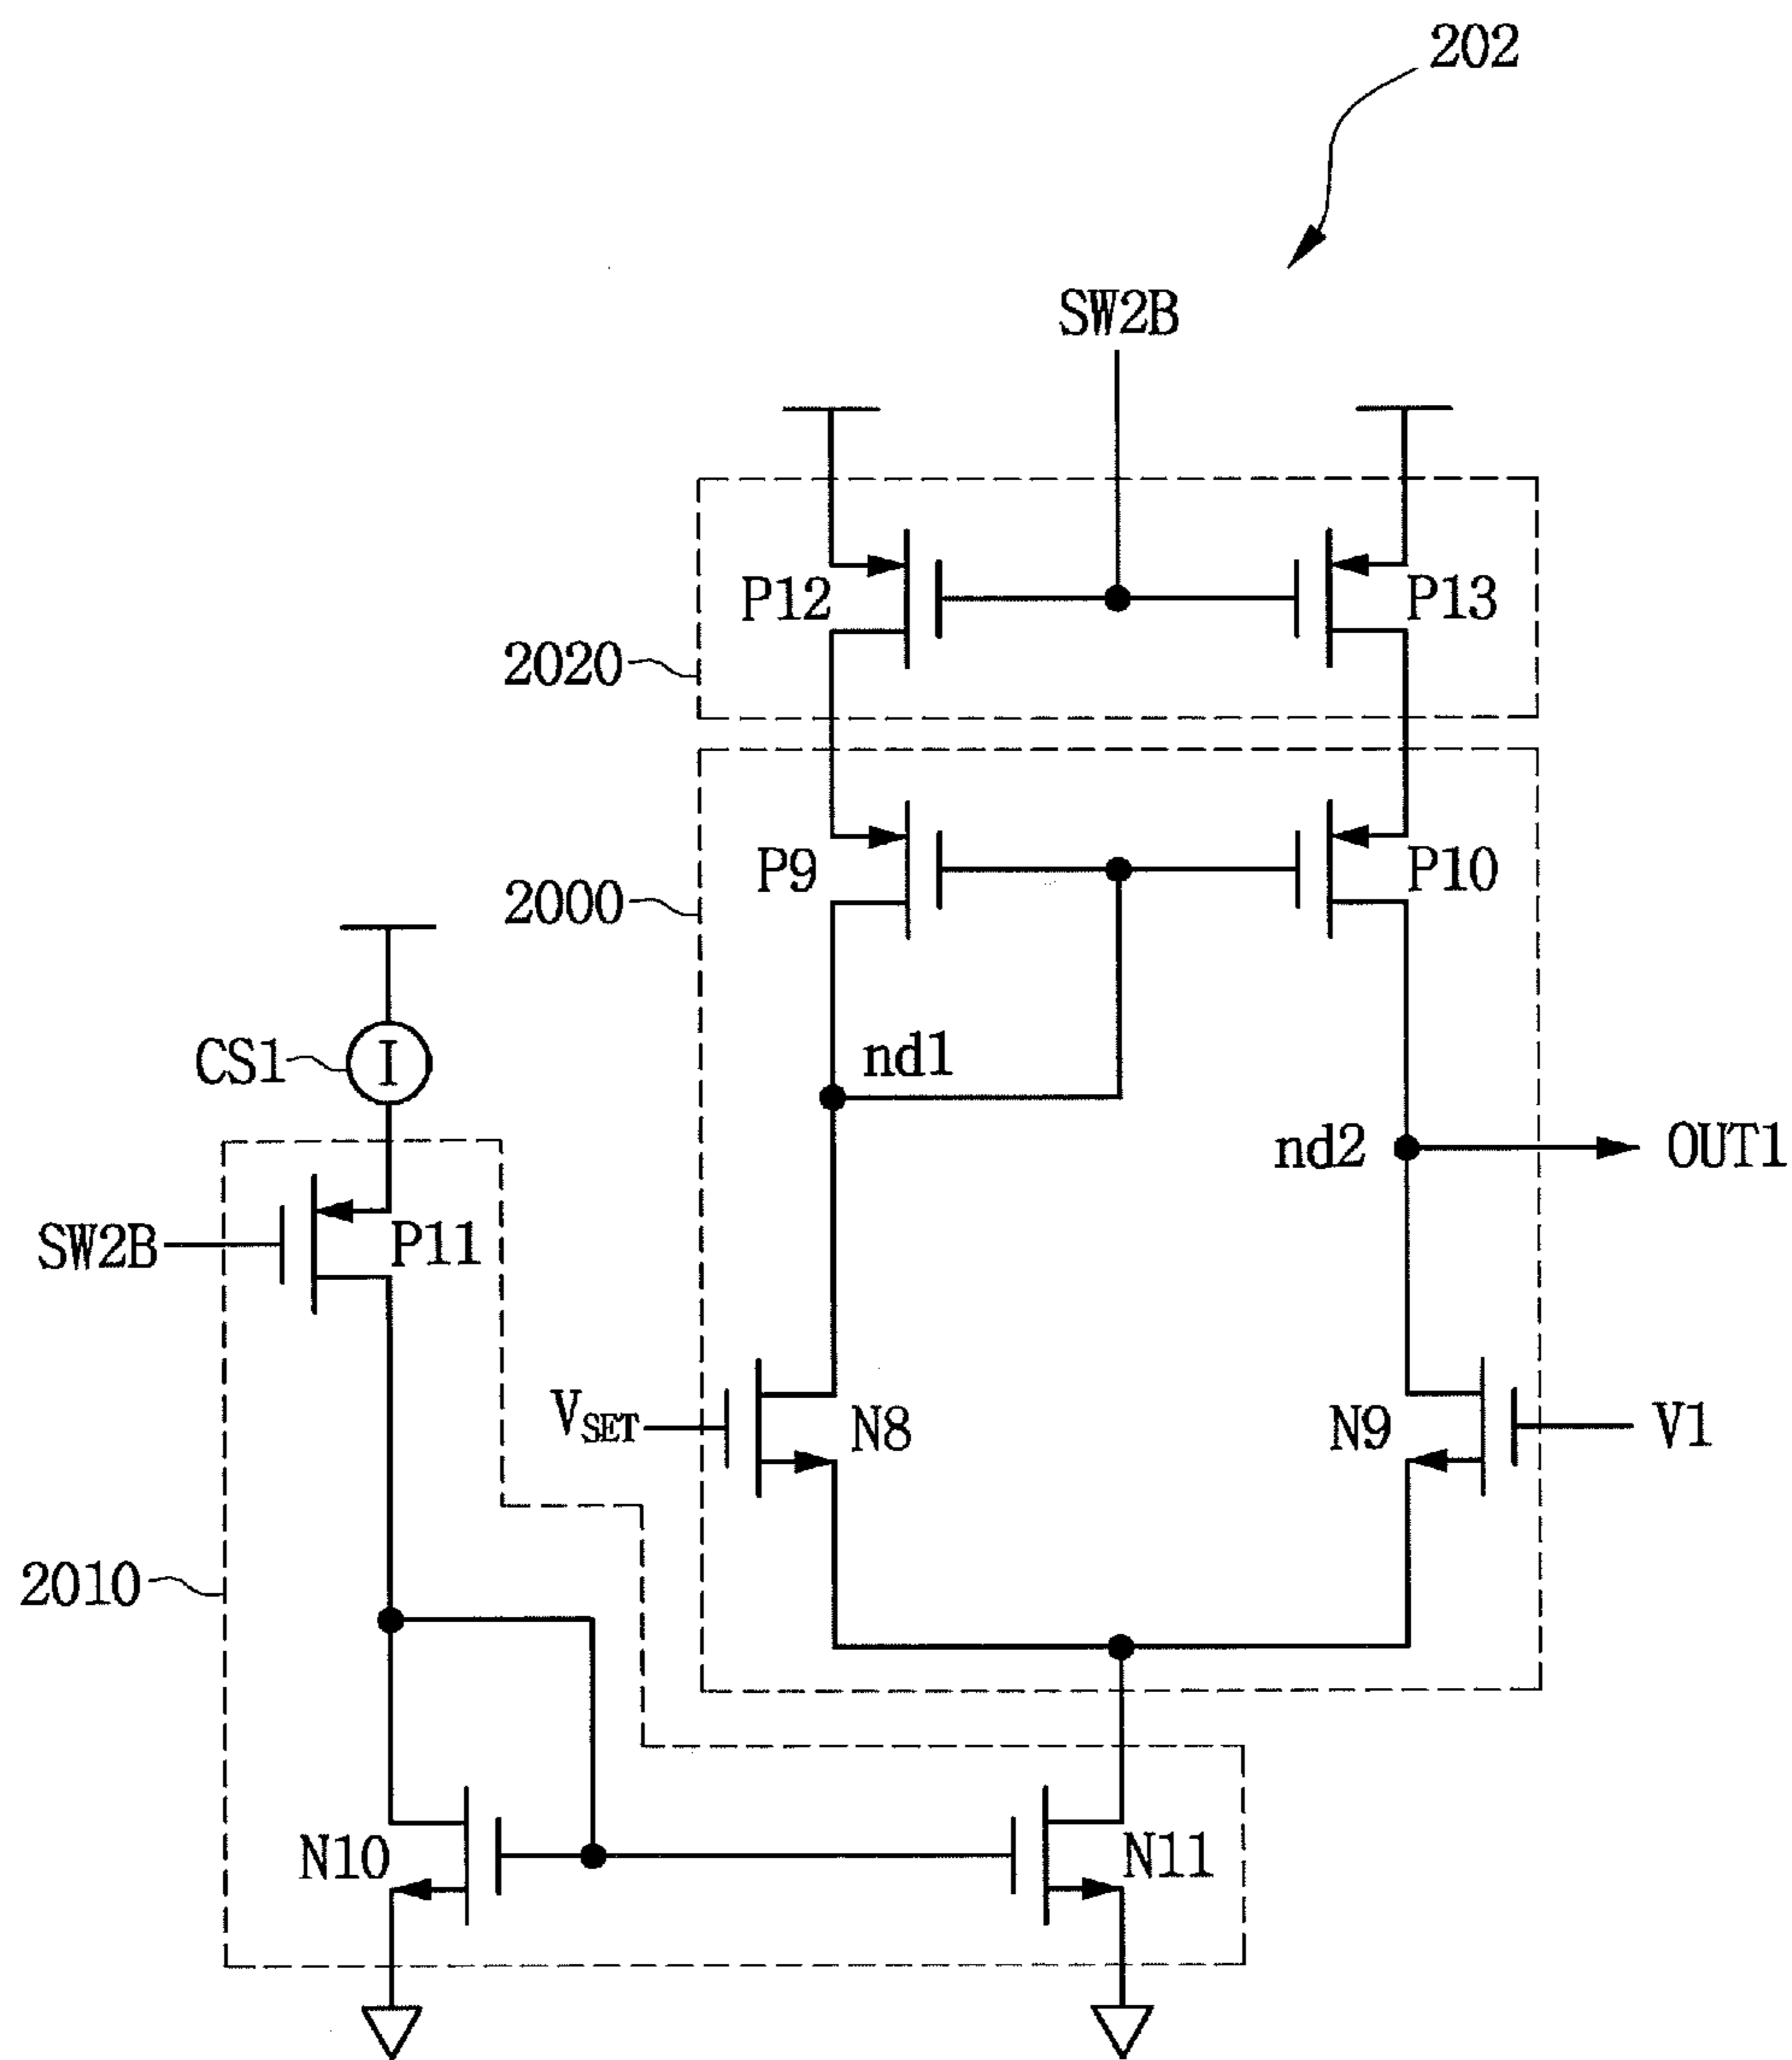 202
SW2B
P12
P13
2020
P9
P10
2000
CS1
I
nd1
nd2
OUT1
SW2B
P11
VSET
N8
N9
V1
2010
N10
N11